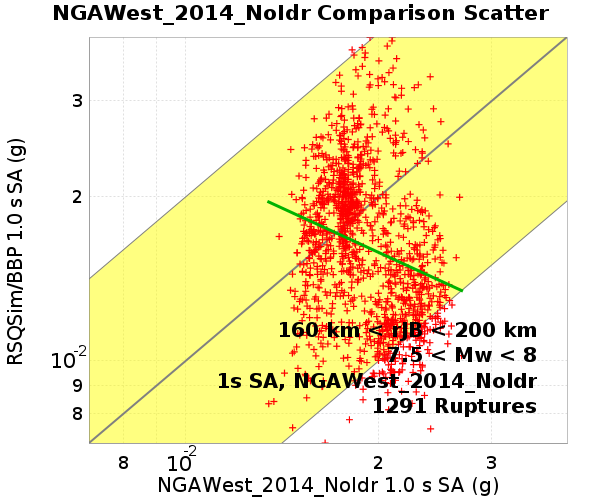 NGAWest_2014_NoIdr Comparison Scatter
RSQSim/BBP 1.0 s SA (g)
3
2
10-2
9
8
160 km < rJB < 200 km
7.5 < Mw < 8
1s SA, NGAWest_2014_NoIdr
1291 Ruptures
8 10-2 2 3
NGAWest_2014_NoIdr 1.0 s SA (g)